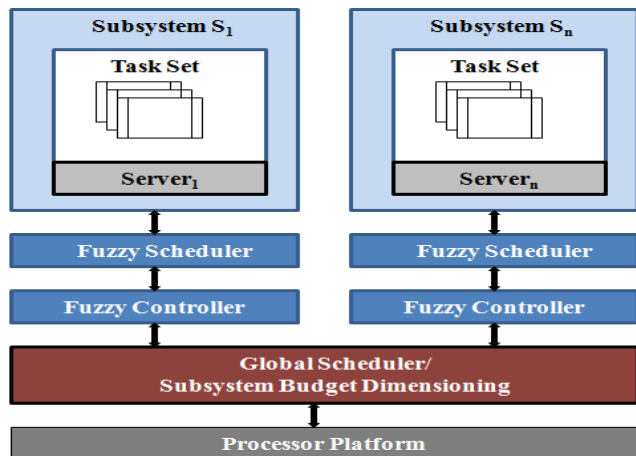 Subsystem S1
Task Set
Server1
Fuzzy Scheduler
Fuzzy Controller
Subsystem Sn
Task Set
Servern
Fuzzy Scheduler
Fuzzy Controller
Global Scheduler/
Subsystem Budget Dimensioning
Processor Platform